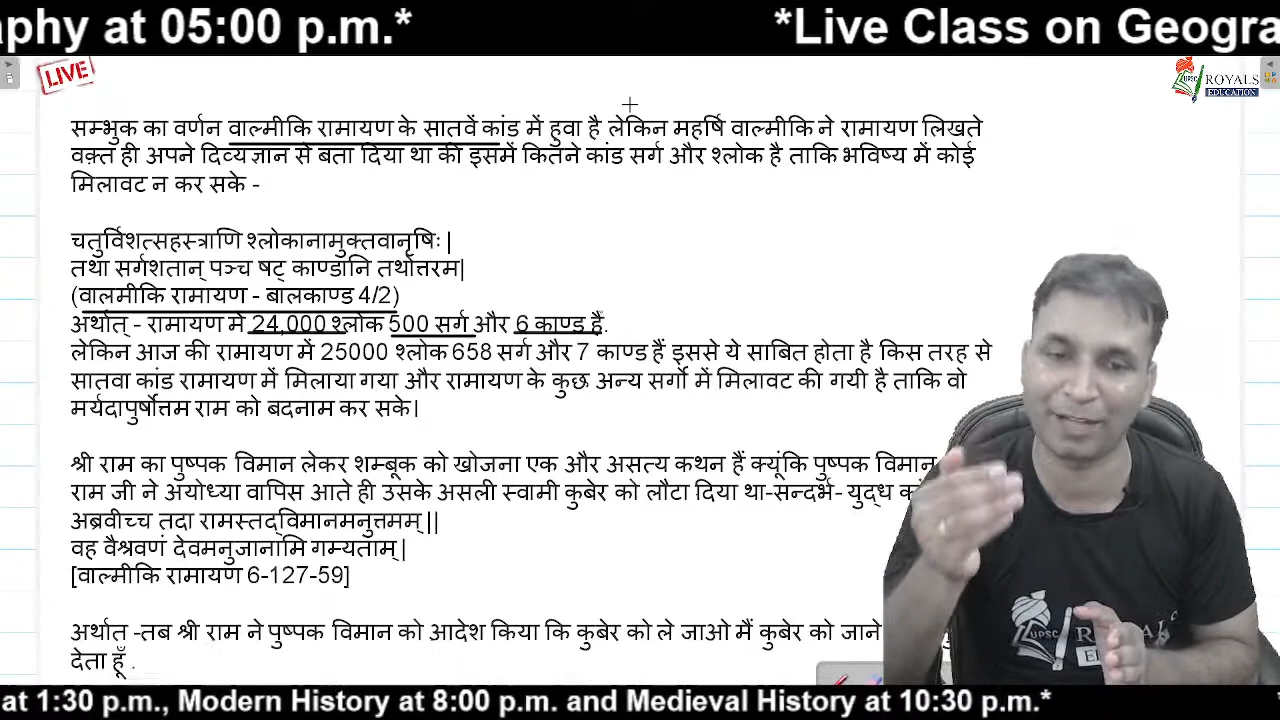 aphy at 05:00 p.m.* *Live Class on Geogra
LIVE
UPSC ROYALS
EDUCATION
सम्भुक का वर्णन वाल्मीकि रामायण के सातवें कांड में हुवा है लेकिन महर्षि वाल्मीकि ने रामायण लिखते
वक़्त ही अपने दिव्यज्ञान से बता दिया था की इसमें कितने कांड सर्ग और श्लोक है ताकि भविष्य में कोई
मिलावट न कर सके -
चतुर्विशत्सहस्त्राणि श्लोकानामुक्तवानृषिः |
तथा सर्गशतान् पञ्च षट् काण्डानि तथोत्तरम|
(वालमीकि रामायण - बालकाण्ड 4/2)
अर्थात् - रामायण मे 24,000 श्लोक 500 सर्ग और 6 काण्ड हैं.
लेकिन आज की रामायण में 25000 श्लोक 658 सर्ग और 7 काण्ड हैं इससे ये साबित होता है किस तरह से
सातवा कांड रामायण में मिलाया गया और रामायण के कुछ अन्य सर्गो में मिलावट की गयी है ताकि वो
मर्यदापुर्षोत्तम राम को बदनाम कर सके।
श्री राम का पुष्पक विमान लेकर शम्बूक को खोजना एक और असत्य कथन हैं क्यूंकि पुष्पक विमान
राम जी ने अयोध्या वापिस आते ही उसके असली स्वामी कुबेर को लौटा दिया था-सन्दर्भ- युद्ध
अब्रवीच्च तदा रामस्तद्विमानमनुत्तमम् ||
वह वैश्रवणं देवमनुजानामि गम्यताम् |
[वाल्मीकि रामायण 6-127-59]
अर्थात -तब श्री राम ने पुष्पक विमान को आदेश किया कि कुबेर को ले जाओ मैं कुबेर को जाने
देता हूँ .
UPSC
at 1:30 p.m., Modern History at 8:00 p.m. and Medieval History at 10:30 p.m.*